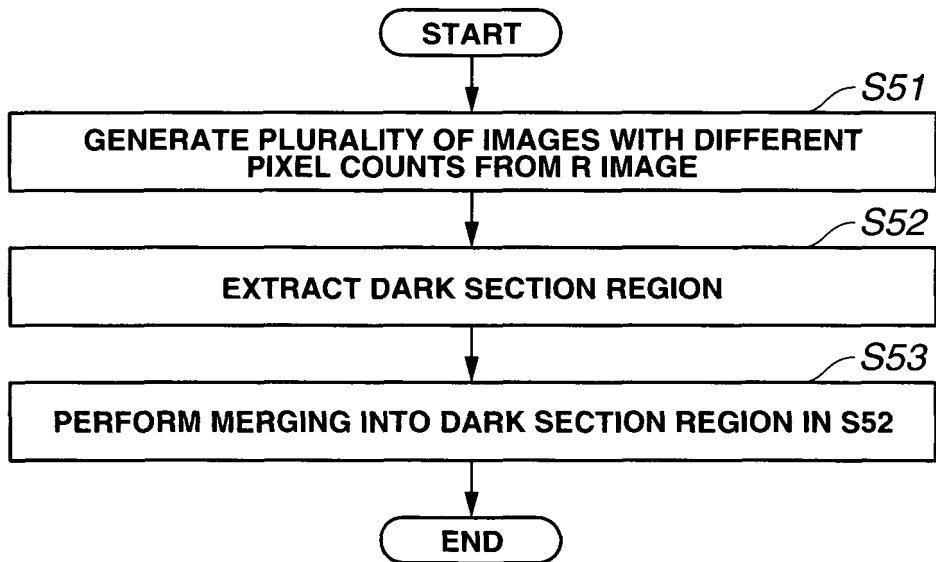 START
S51
GENERATE PLURALITY OF IMAGES WITH DIFFERENT
PIXEL COUNTS FROM R IMAGE
S52
EXTRACT DARK SECTION REGION
S53
PERFORM MERGING INTO DARK SECTION REGION IN S52
END